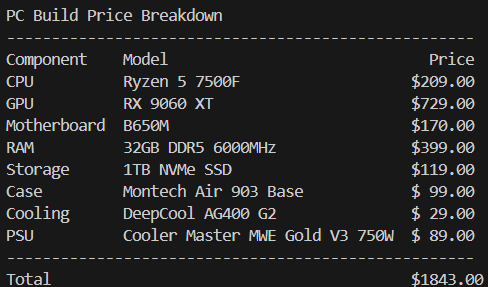 PC Build Price Breakdown
----------------------------------------------------
Component    Model                             Price
CPU          Ryzen 5 7500F                   $209.00
GPU          RX 9060 XT                      $729.00
Motherboard  B650M                           $170.00
RAM          32GB DDR5 6000MHz               $399.00
Storage      1TB NVMe SSD                    $119.00
Case         Montech Air 903 Base            $ 99.00
Cooling      DeepCool AG400 G2               $ 29.00
PSU          Cooler Master MWE Gold V3 750W  $ 89.00
----------------------------------------------------
Total                                        $1843.00